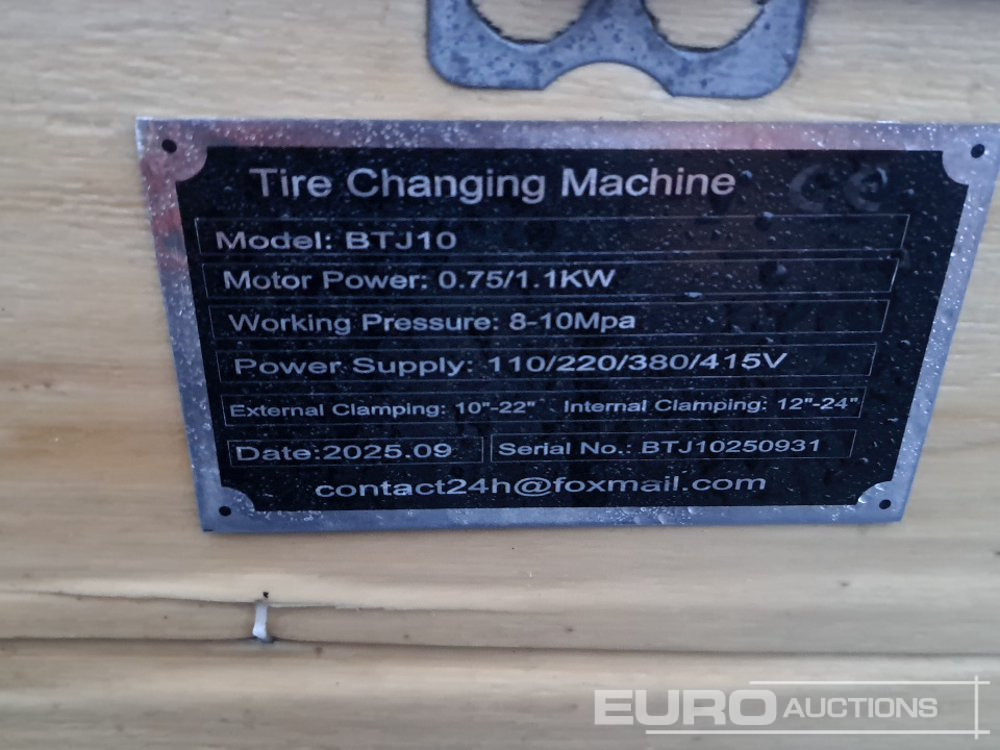 Tire Changing Machine CE
Model: BTJ10
Motor Power: 0.75/1.1KW
Working Pressure: 8-10Mpa
Power Supply: 110/220/380/415V
External Clamping: 10"-22" Internal Clamping: 12"-24"
Date:2025.09 Serial No.: BTJ10250931
contact24h@foxmail.com
EURO AUCTIONS